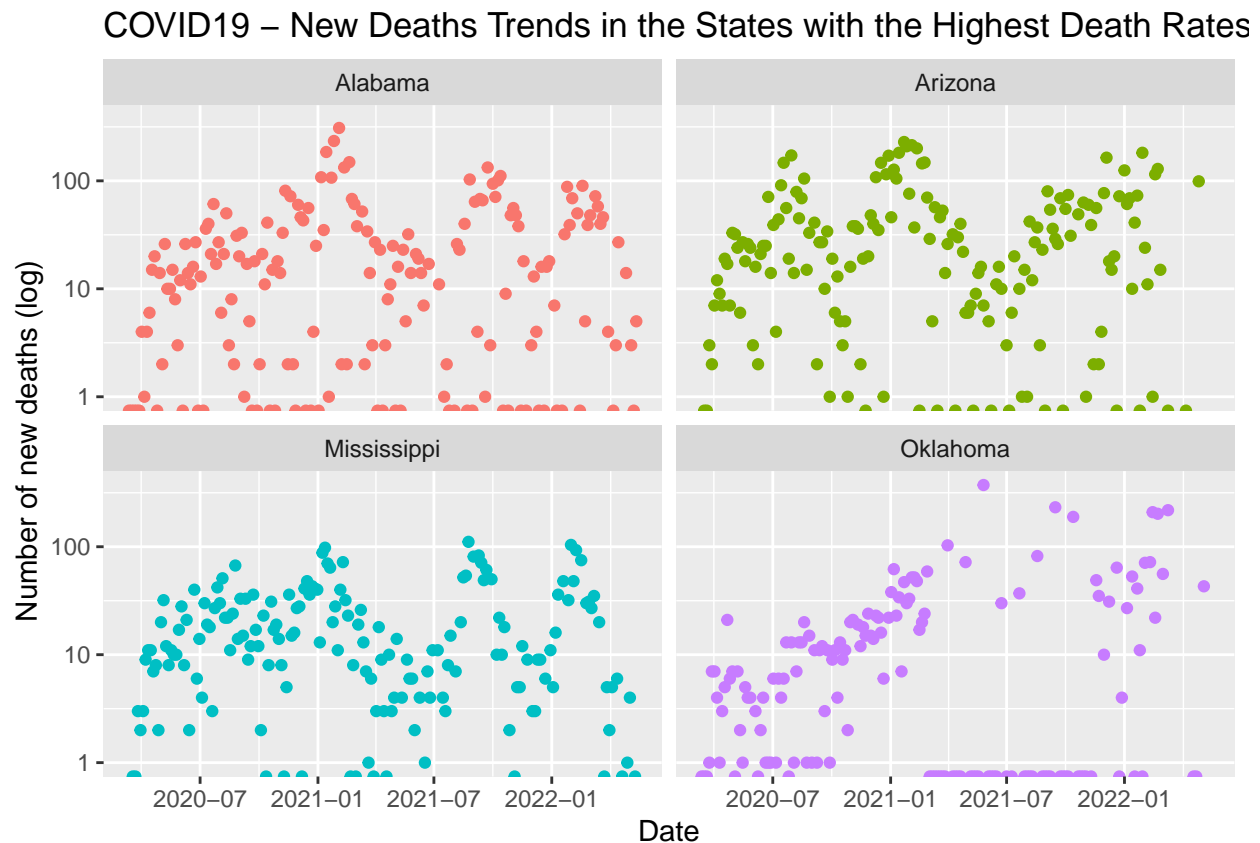 COVID19 – New Deaths Trends in the States with the Highest Death Rates
Alabama
Arizona
100
10
1
Mississippi
Oklahoma
100
10
1
2020–07
2021–01
2021–07
2022–01
2020–07
2021–01
2021–07
2022–01
Date
Number of new deaths (log)